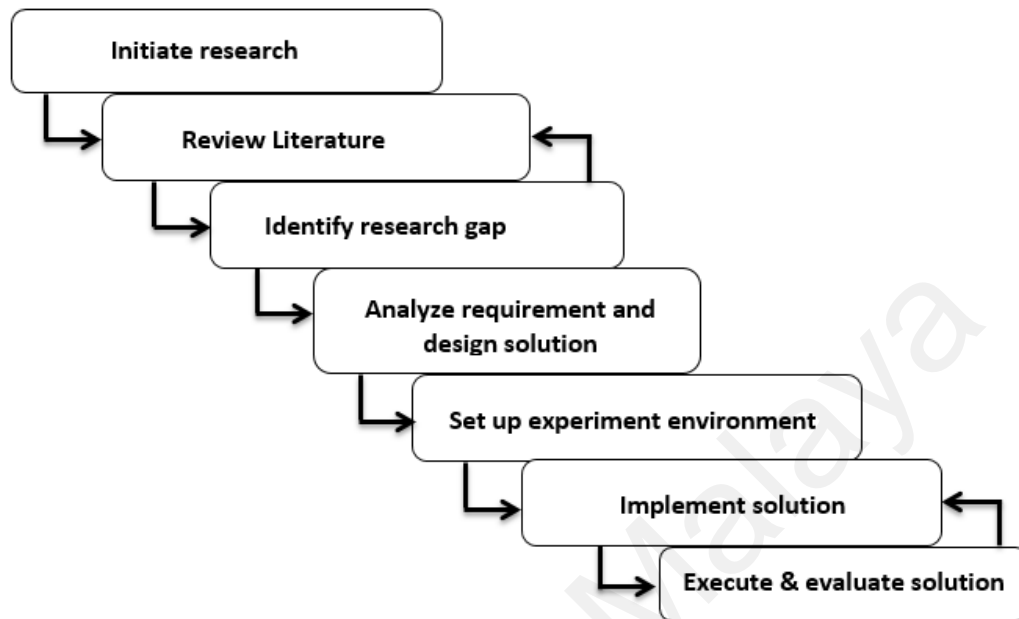 Initiate research
Review Literature
Identify research gap
Analyze requirement and
design solution
Set up experiment environment
Implement solution
Execute & evaluate solution
Malaya